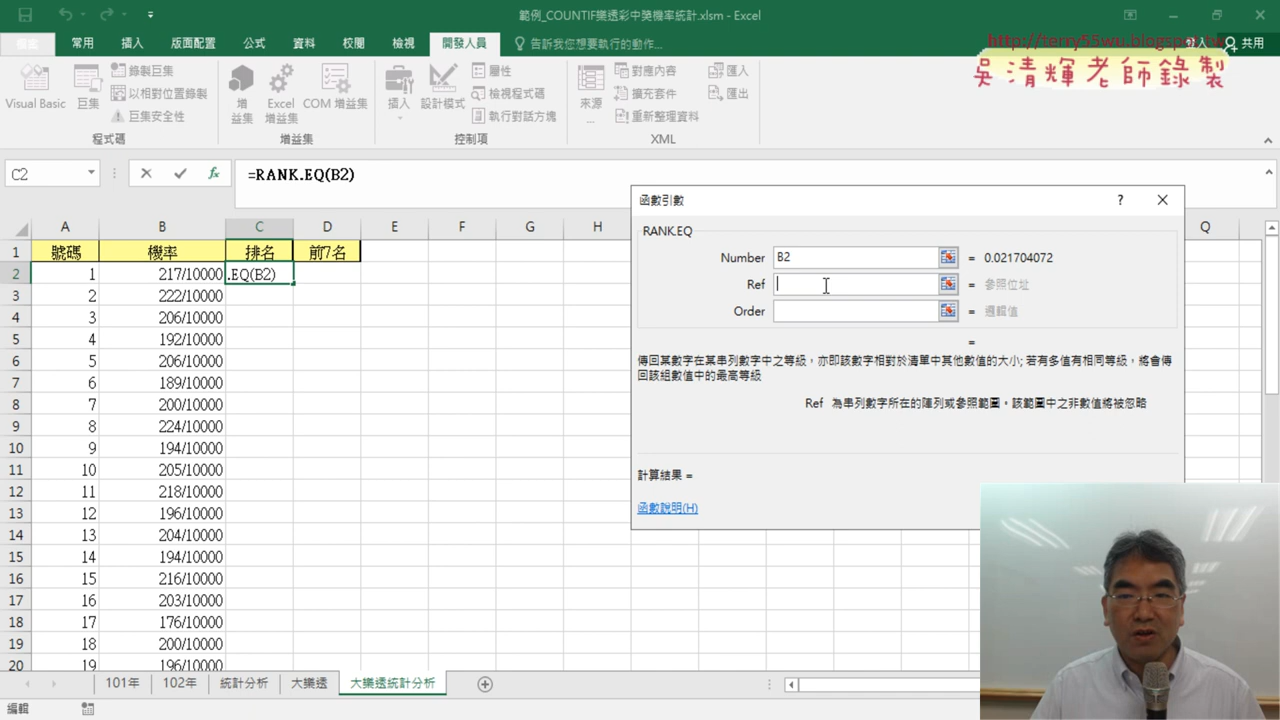 範例_COUNTIF樂透彩中獎機率統計.xlsm - Excel
檔案 常用 插入 版面配置 公式 資料 校閱 檢視 開發人員 告訴我您想要執行的動作... 登入 共用
http://terry55wu.blogspot.tw
吳清輝老師錄製
Visual Basic 巨集 錄製巨集 以相對位置錄製 巨集安全性
增益集 Excel 增益集 COM 增益集
插入 設計模式 屬性 檢視程式碼 執行對話方塊
來源... 對應內容 擴充套件 重新整理資料 匯入 匯出
程式碼 增益集 控制項 XML
C2 fx =RANK.EQ(B2)
A B C D E F G H Q
1 號碼 機率 排名 前7名
2 1 217/10000 .EQ(B2)
3 2 222/10000
4 3 206/10000
5 4 192/10000
6 5 206/10000
7 6 189/10000
8 7 200/10000
9 8 224/10000
10 9 194/10000
11 10 205/10000
12 11 218/10000
13 12 196/10000
14 13 204/10000
15 14 194/10000
16 15 216/10000
17 16 203/10000
18 17 176/10000
19 18 200/10000
20 19 196/10000
函數引數 ?
RANK.EQ
Number B2 = 0.021704072
Ref = 參照位址
Order = 邏輯值
=
傳回某數字在某串列數字中之等級，亦即該數字相對於清單中其他數值的大小; 若有多值有相同等級，將會傳
回該組數值中的最高等級
Ref 為串列數字所在的陣列或參照範圍。該範圍中之非數值將被忽略
計算結果 =
函數說明(H)
101年 102年 統計分析 大樂透 大樂透統計分析
編輯